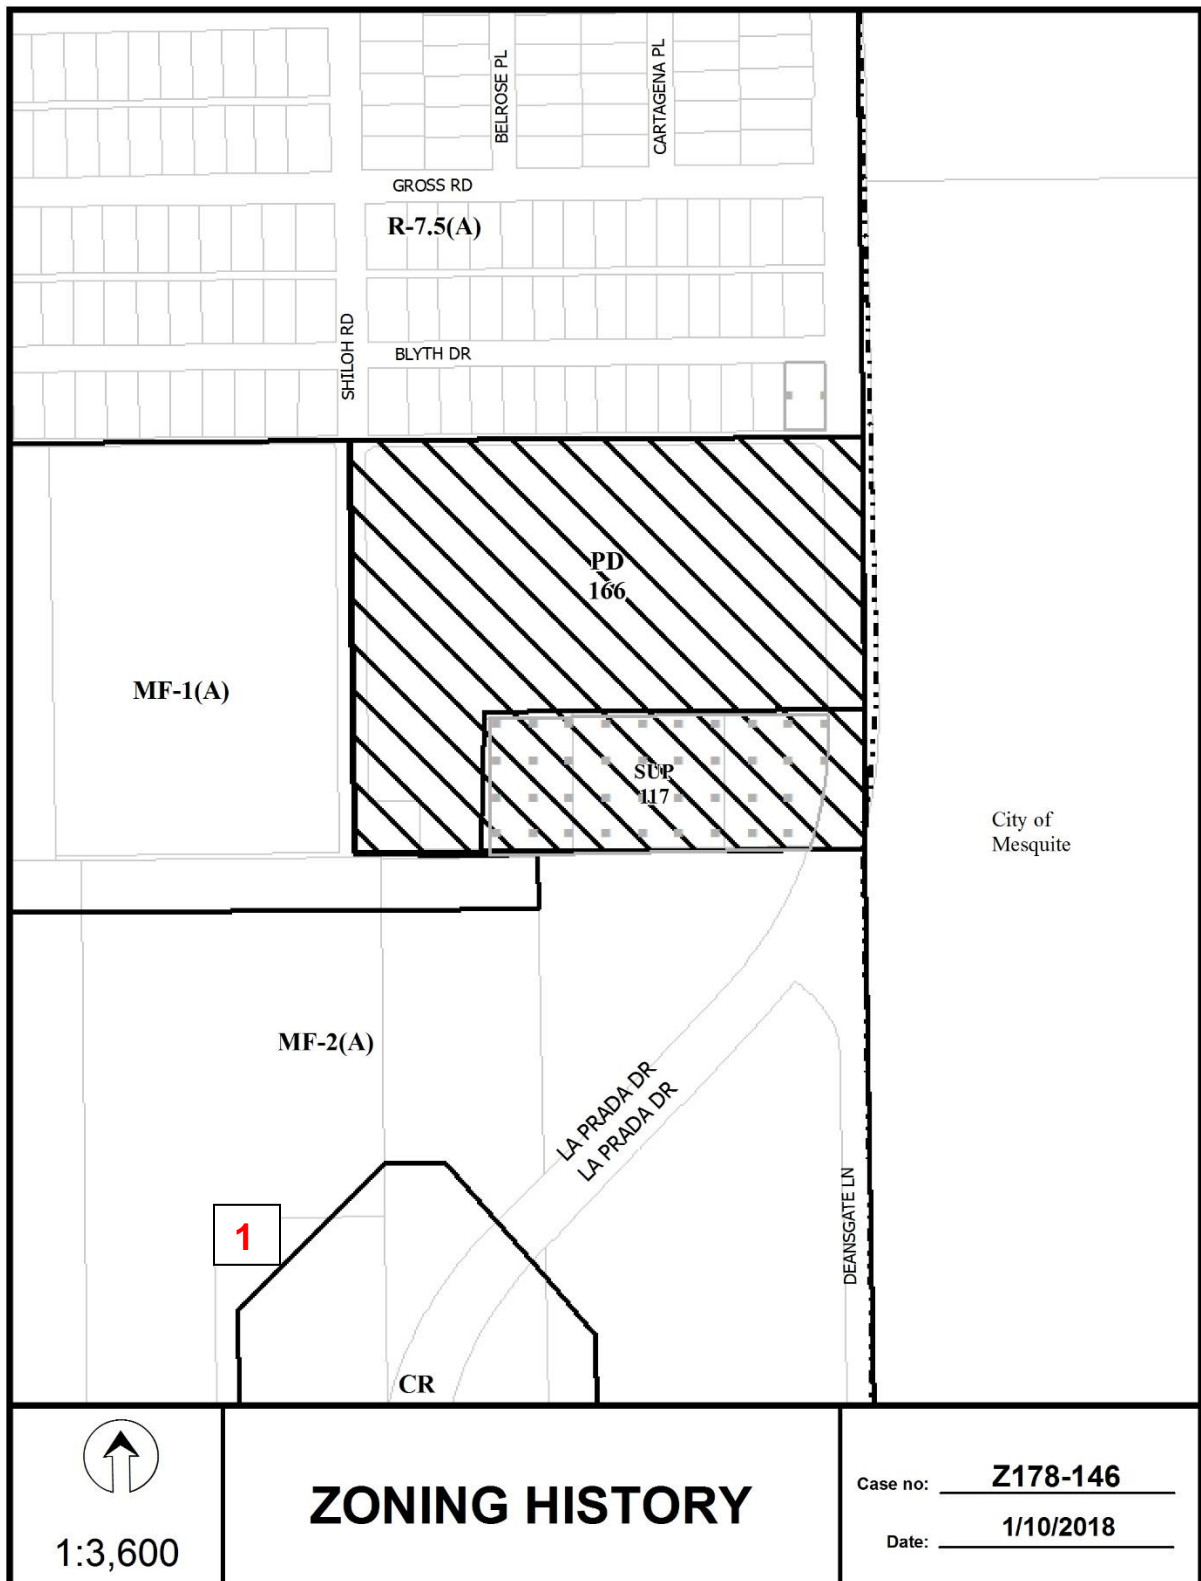 BELROSE PL
CARTAGENA PL
GROSS RD
R-7.5(A)
SHILOH RD
BLYTH DR
PD
166
MF-1(A)
SUP
117
City of
Mesquite
MF-2(A)
LA PRADA DR
LA PRADA DR
DEANSGATE LN
1
CR
1:3,600
ZONING HISTORY
Case no: Z178-146
Date: 1/10/2018